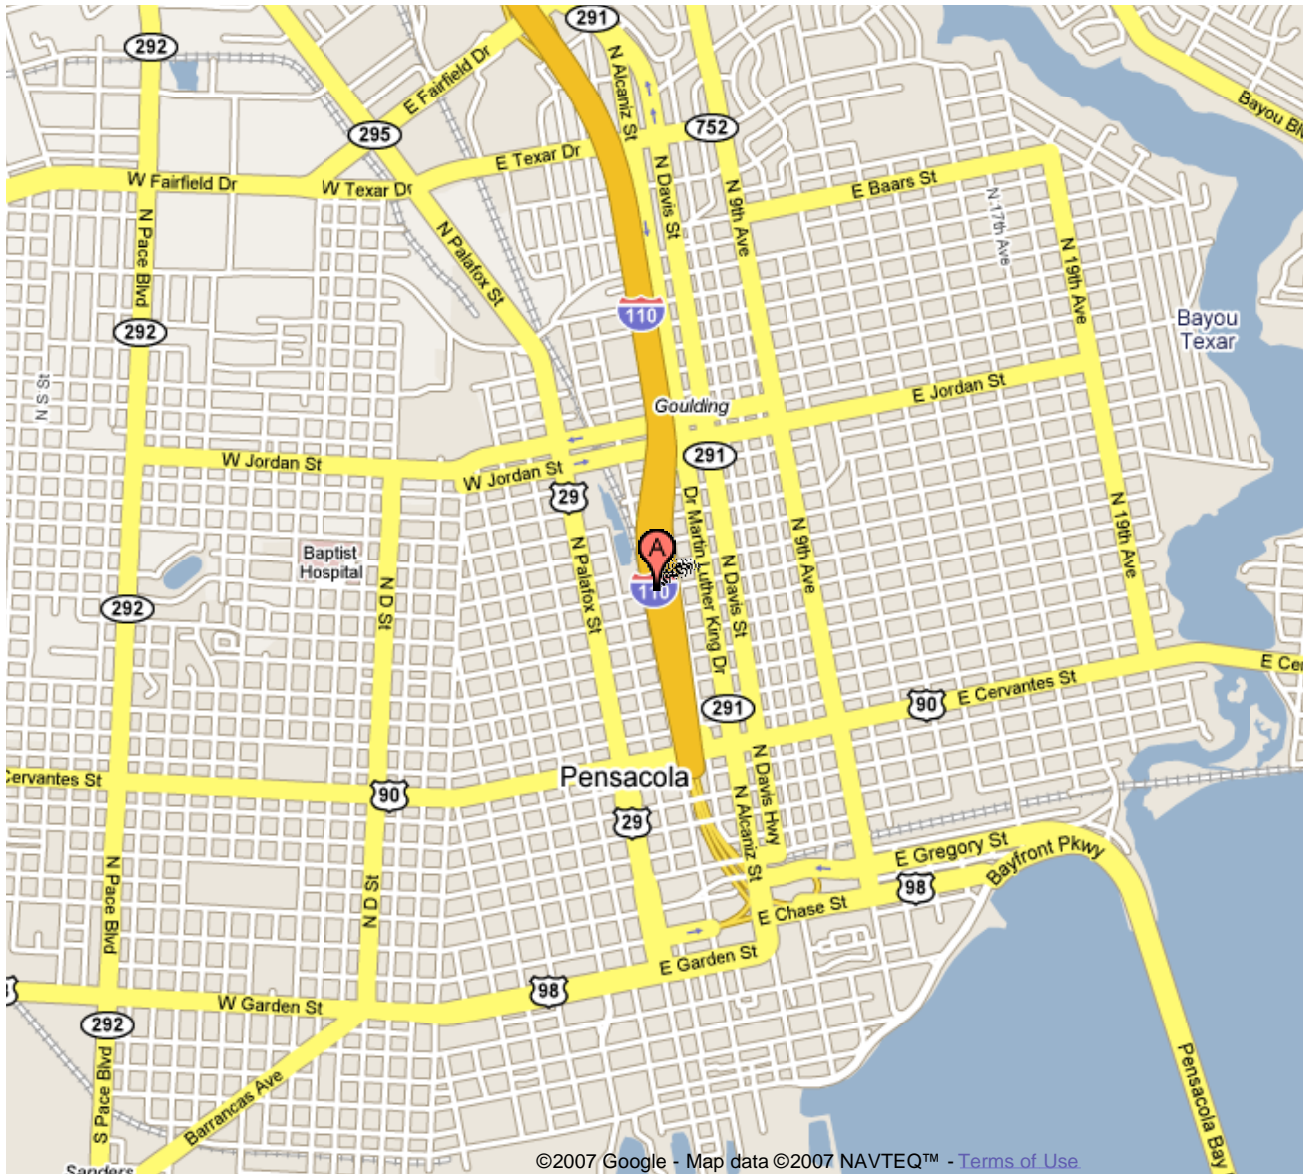 291
292
N Alcaniz St
E Fairfield Dr
Bayou Blv
295
752
E Texar Dr
W Fairfield Dr
W Texar Dr
N Davis St
E Baars St
N 9th Ave
N 17th Ave
N Pace Blvd
N Palafox St
N 19th Ave
110
292
Bayou
Texar
N S St
E Jordan St
Goulding
W Jordan St
291
W Jordan St
29
Dr Martin Luther King Dr
N 19th Ave
N 9th Ave
A
Baptist
Hospital
N Palafox St
N Davis St
N D St
110
292
E Cer
E Cervantes St
90
291
Cervantes St
Pensacola
N Davis Hwy
90
29
N Alcaniz St
E Gregory St
Bayfront Pkwy
N Pace Blvd
N D St
98
E Chase St
E Garden St
98
W Garden St
292
S Pace Blvd
Barrancas Ave
Pensacola Bay
Sanders
©2007 Google - Map data ©2007 NAVTEQ™ - Terms of Use